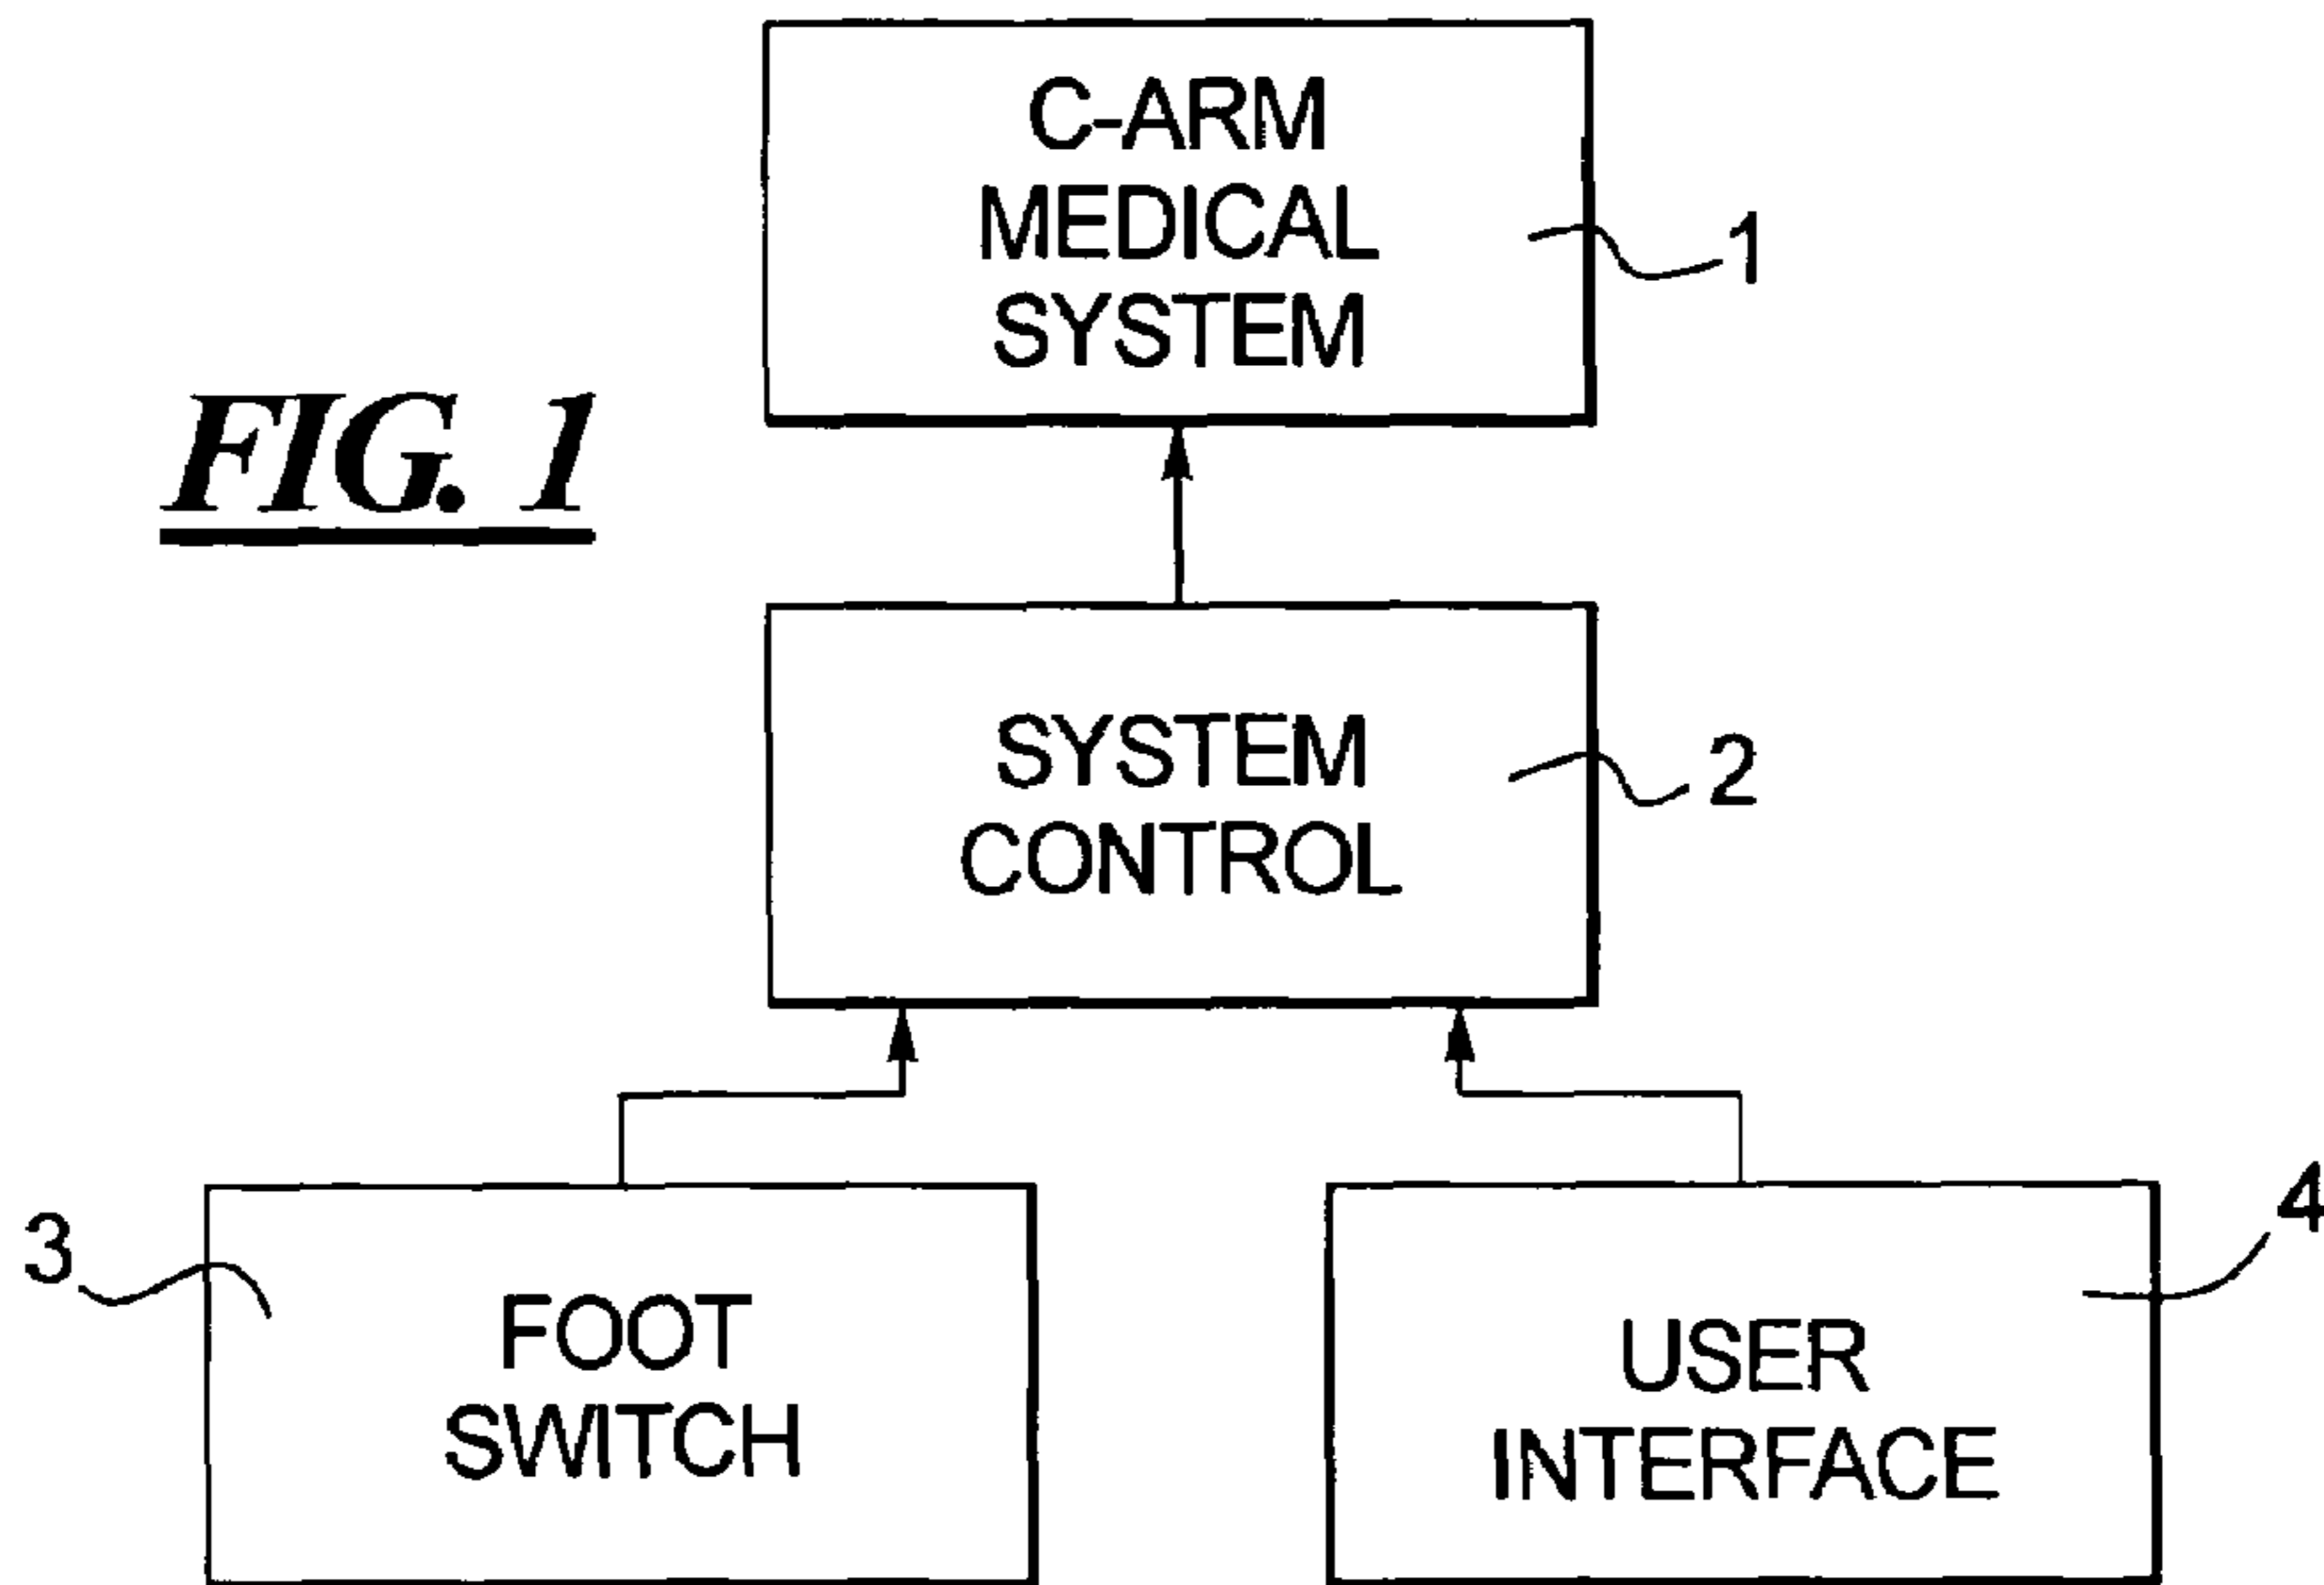 C-ARM
MEDICAL
SYSTEM
1
FIG. 1
SYSTEM
CONTROL
2
3
FOOT
SWITCH
4
USER
INTERFACE